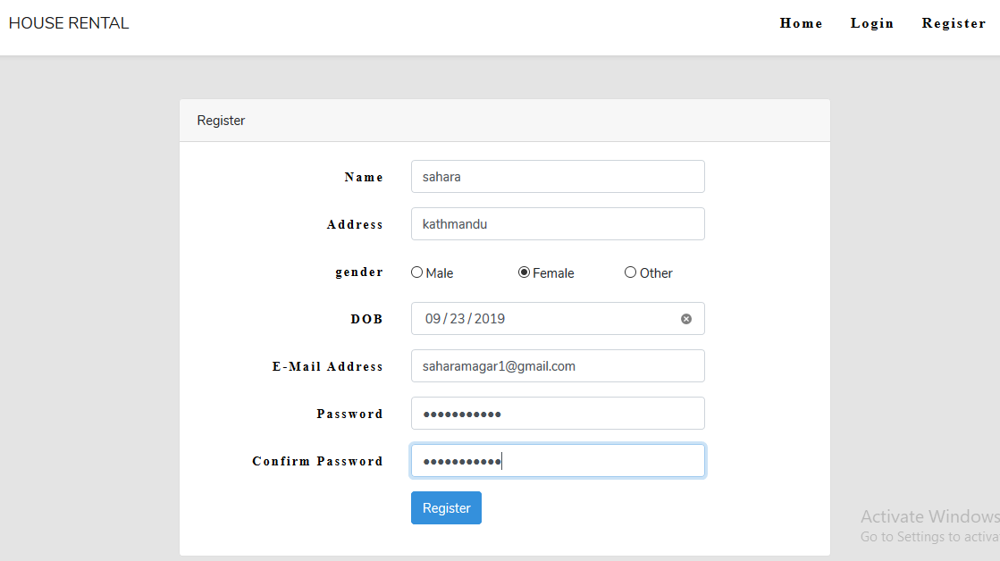 HOUSE RENTAL Home Login Register
Register
Name sahara
Address kathmandu
gender Male Female Other
DOB 09/23/2019
E-Mail Address saharamagar1@gmail.com
Password •••••••••••
Confirm Password •••••••••••
Register
Activate Windows
Go to Settings to activa